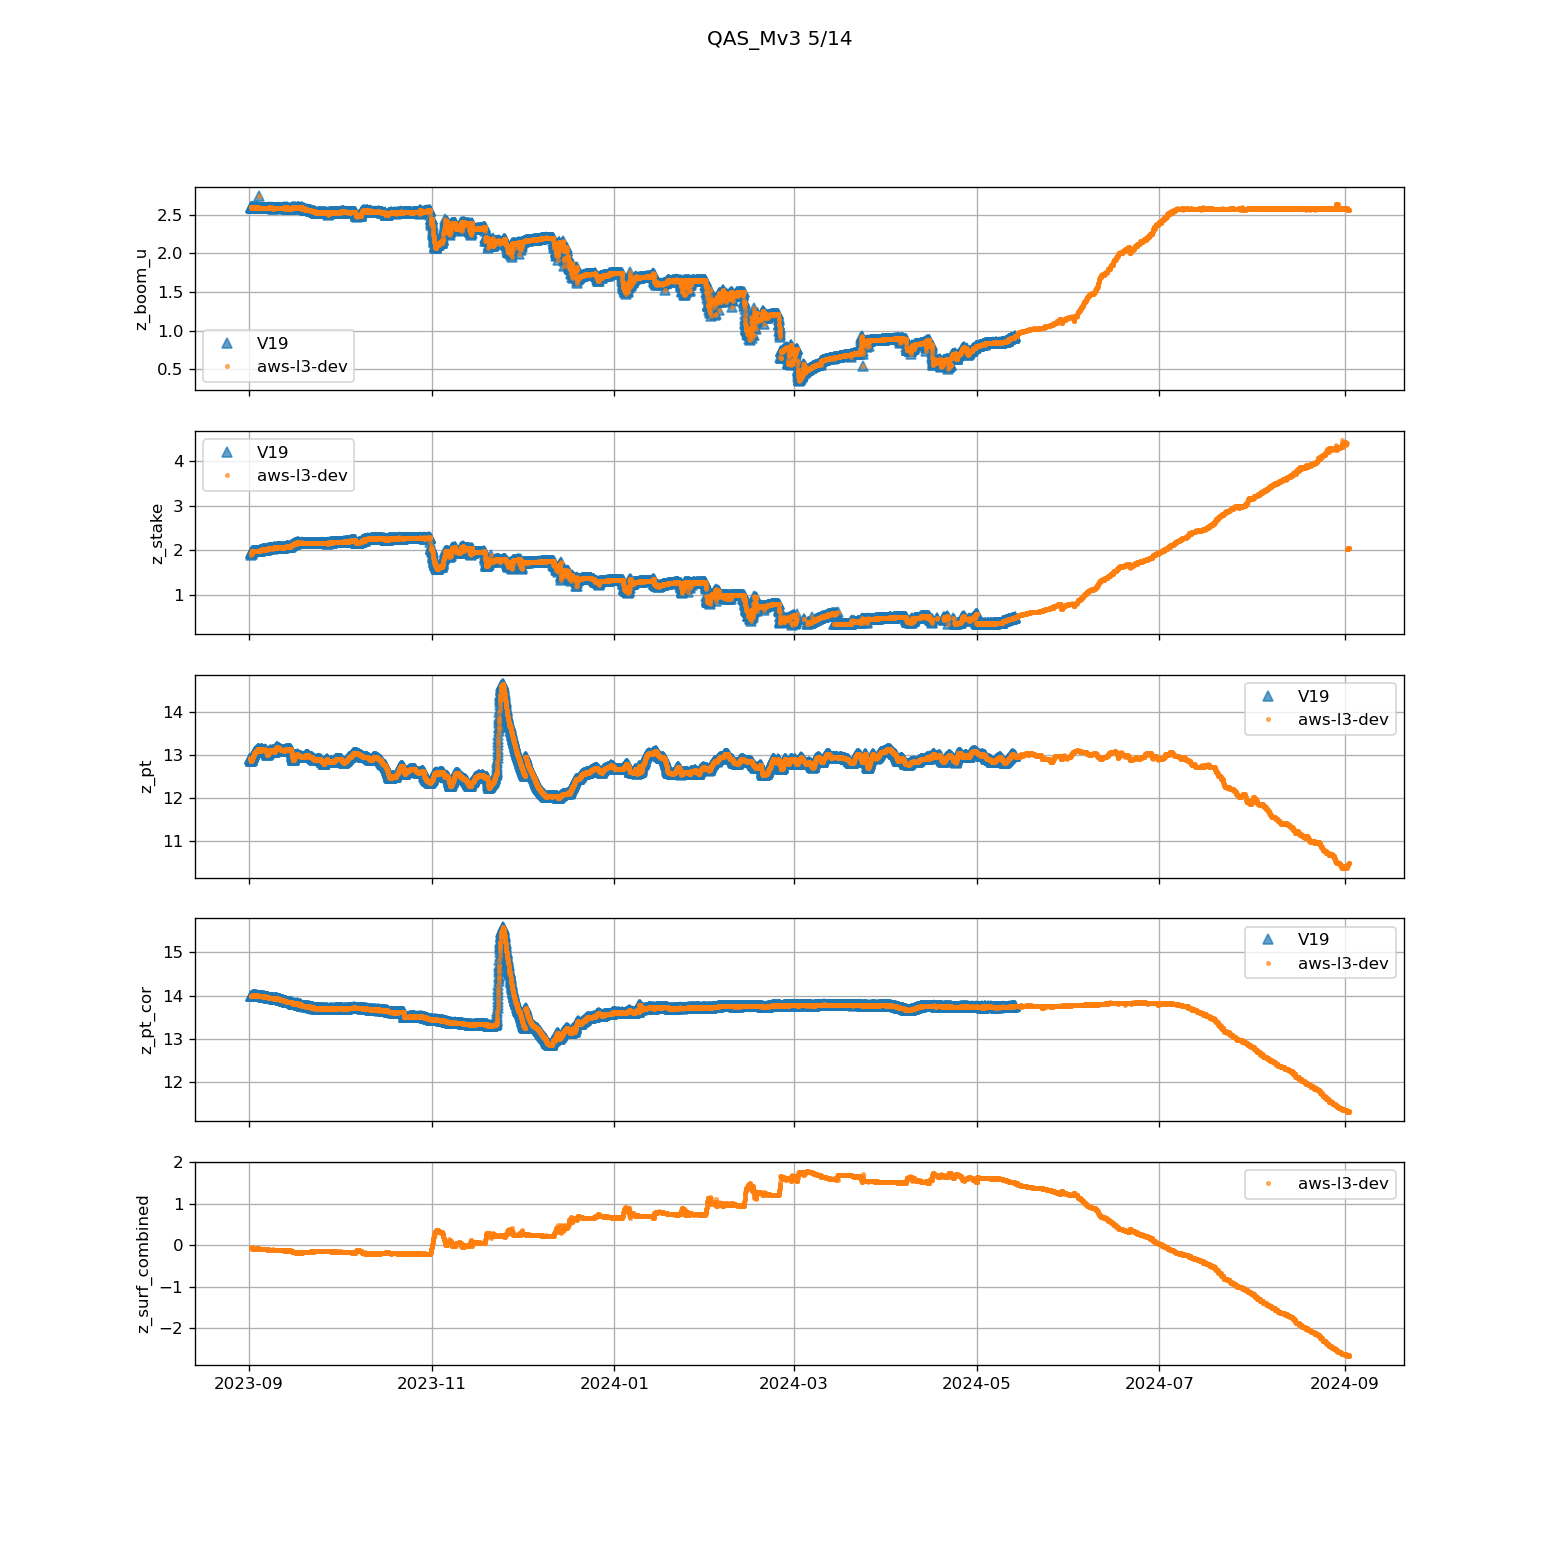 QAS_Mv3 5/14
z_boom_u
2.5
2.0
1.5
1.0
0.5
V19
aws-l3-dev
z_stake
4
3
2
1
V19
aws-l3-dev
z_pt
14
13
12
11
V19
aws-l3-dev
z_pt_cor
15
14
13
12
V19
aws-l3-dev
z_surf_combined
2
1
0
−1
−2
aws-l3-dev
2023-09 2023-11 2024-01 2024-03 2024-05 2024-07 2024-09